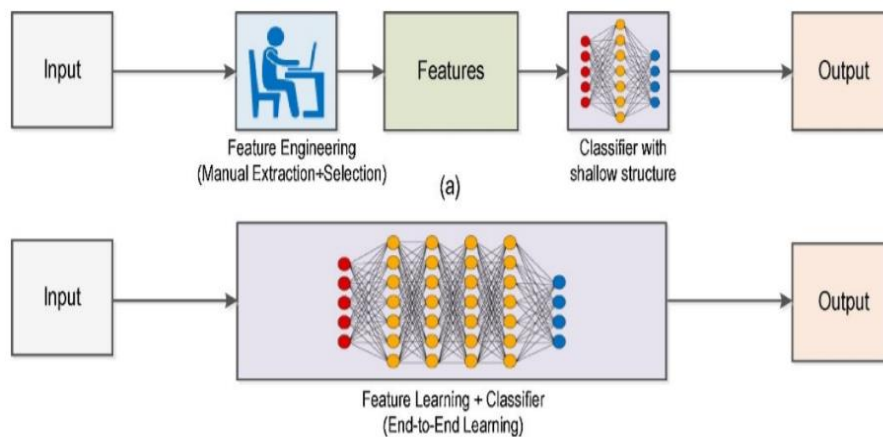 Input
Features
Output
Feature Engineering
(Manual Extraction+Selection)
Classifier with
shallow structure
(a)
Input
Output
Feature Learning + Classifier
(End-to-End Learning)